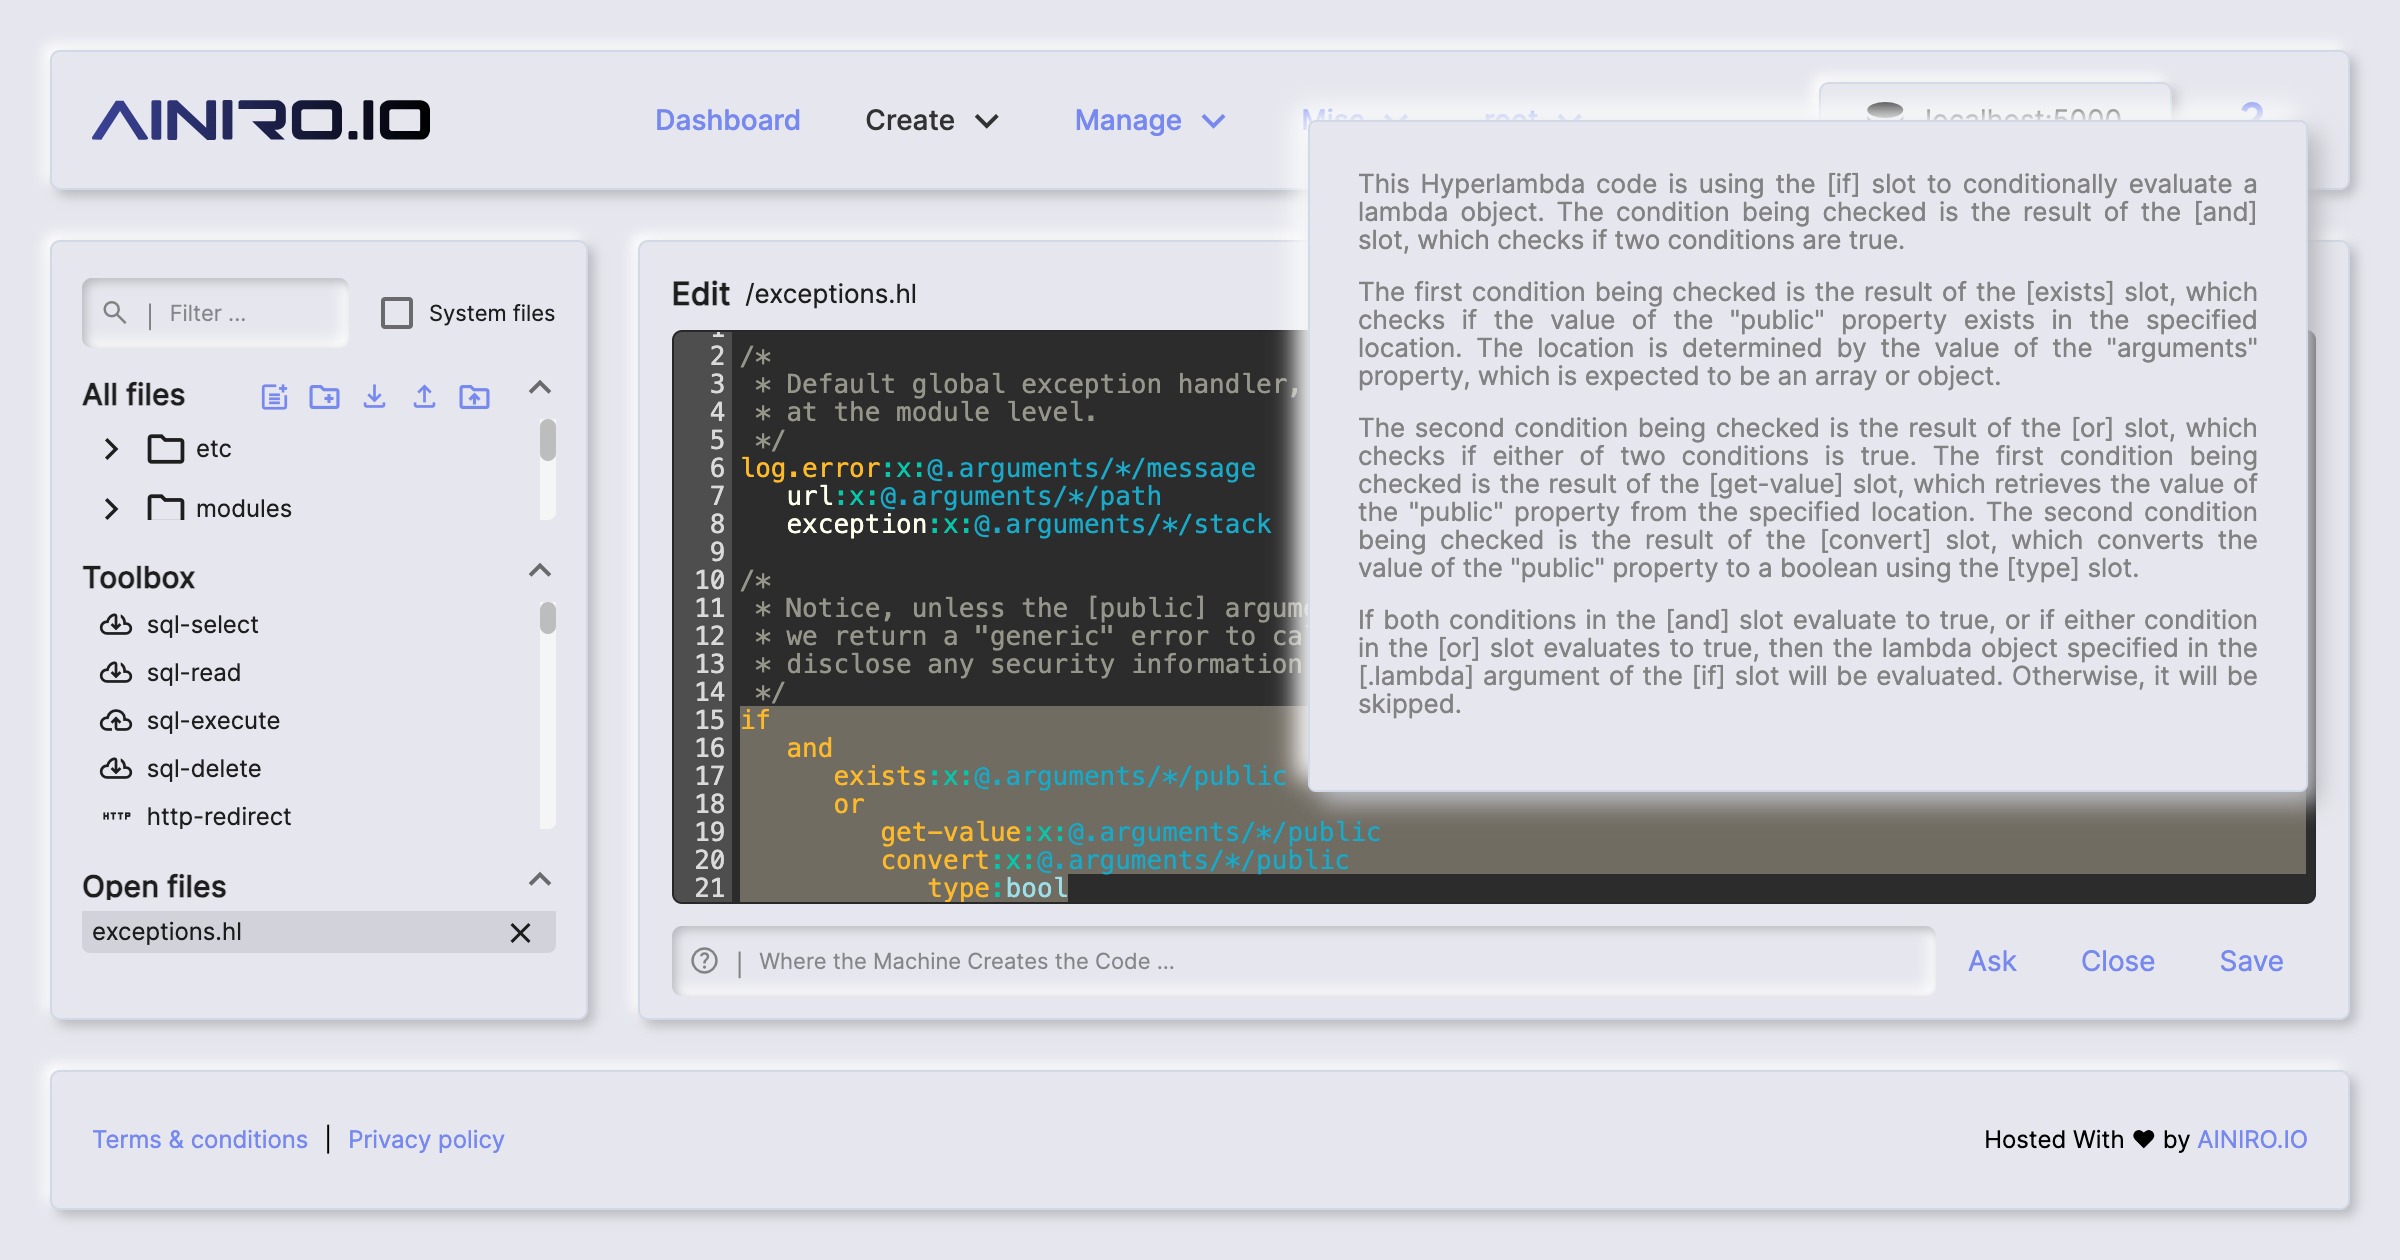 AINIRO.IO
Dashboard
Create
Manage
Misc
root
localhost:5000
?
This Hyperlambda code is using the [if] slot to conditionally evaluate a
lambda object. The condition being checked is the result of the [and]
slot, which checks if two conditions are true.
The first condition being checked is the result of the [exists] slot, which
checks if the value of the "public" property exists in the specified
location. The location is determined by the value of the "arguments"
property, which is expected to be an array or object.
The second condition being checked is the result of the [or] slot, which
checks if either of two conditions is true. The first condition being
checked is the result of the [get-value] slot, which retrieves the value of
the "public" property from the specified location. The second condition
being checked is the result of the [convert] slot, which converts the
value of the "public" property to a boolean using the [type] slot.
If both conditions in the [and] slot evaluate to true, or if either condition
in the [or] slot evaluates to true, then the lambda object specified in the
[.lambda] argument of the [if] slot will be evaluated. Otherwise, it will be
skipped.
| Filter ...
System files
All files
etc
modules
Toolbox
sql-select
sql-read
sql-execute
sql-delete
HTTP http-redirect
Open files
exceptions.hl
Edit /exceptions.hl
1
2 /*
3 * Default global exception handler,
4 * at the module level.
5 */
6 log.error:x:@.arguments/*/message
7 url:x:@.arguments/*/path
8 exception:x:@.arguments/*/stack
9
10 /*
11 * Notice, unless the [public]
12 * we return a "generic" error to
13 * disclose any security information
14 */
15 if
16 and
17 exists:x:@.arguments/*/public
18 or
19 get-value:x:@.arguments/*/public
20 convert:x:@.arguments/*/public
21 type:bool
| Where the Machine Creates the Code ...
Ask
Close
Save
Terms & conditions | Privacy policy
Hosted With ♥ by AINIRO.IO